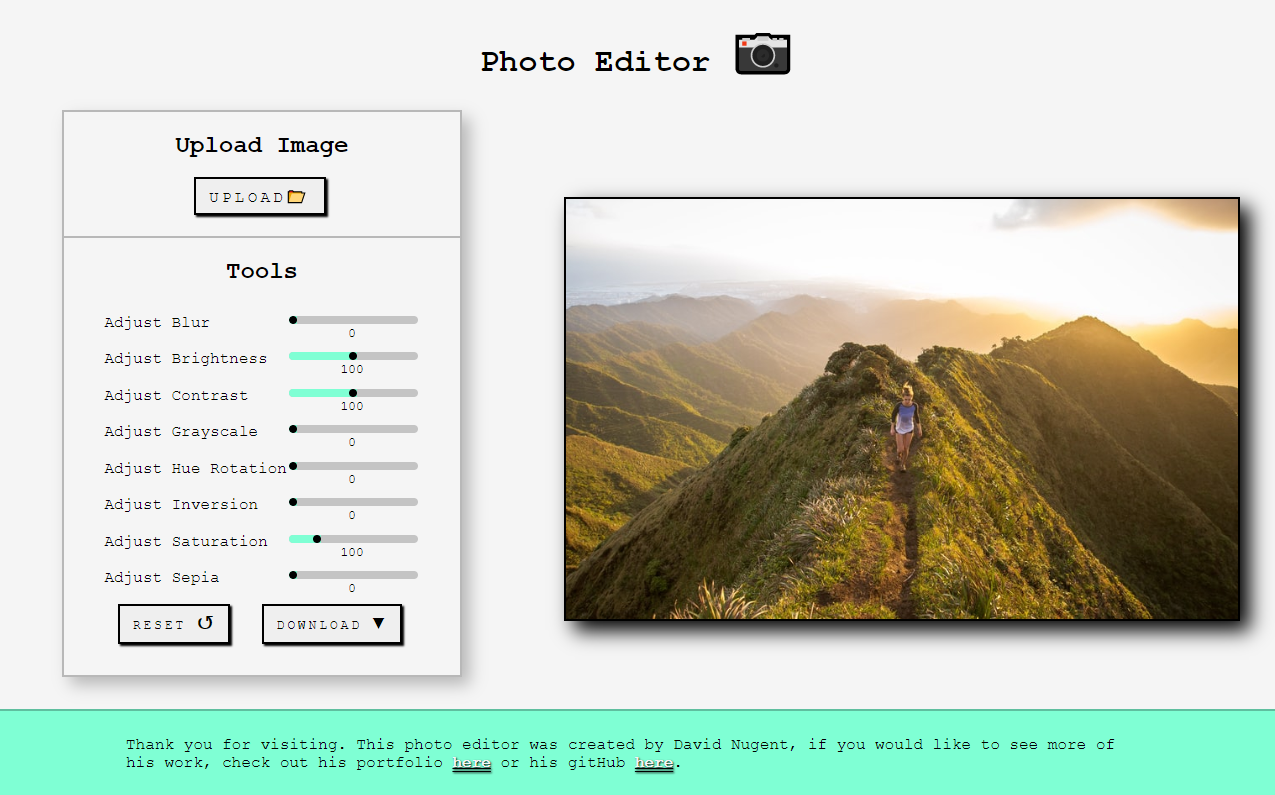 Photo Editor
Upload Image
UPLOAD
Tools
Adjust Blur
0
Adjust Brightness
100
Adjust Contrast
100
Adjust Grayscale
0
Adjust Hue Rotation
0
Adjust Inversion
0
Adjust Saturation
100
Adjust Sepia
0
RESET ↺
DOWNLOAD ▼
Thank you for visiting. This photo editor was created by David Nugent, if you would like to see more of
his work, check out his portfolio here or his gitHub here.